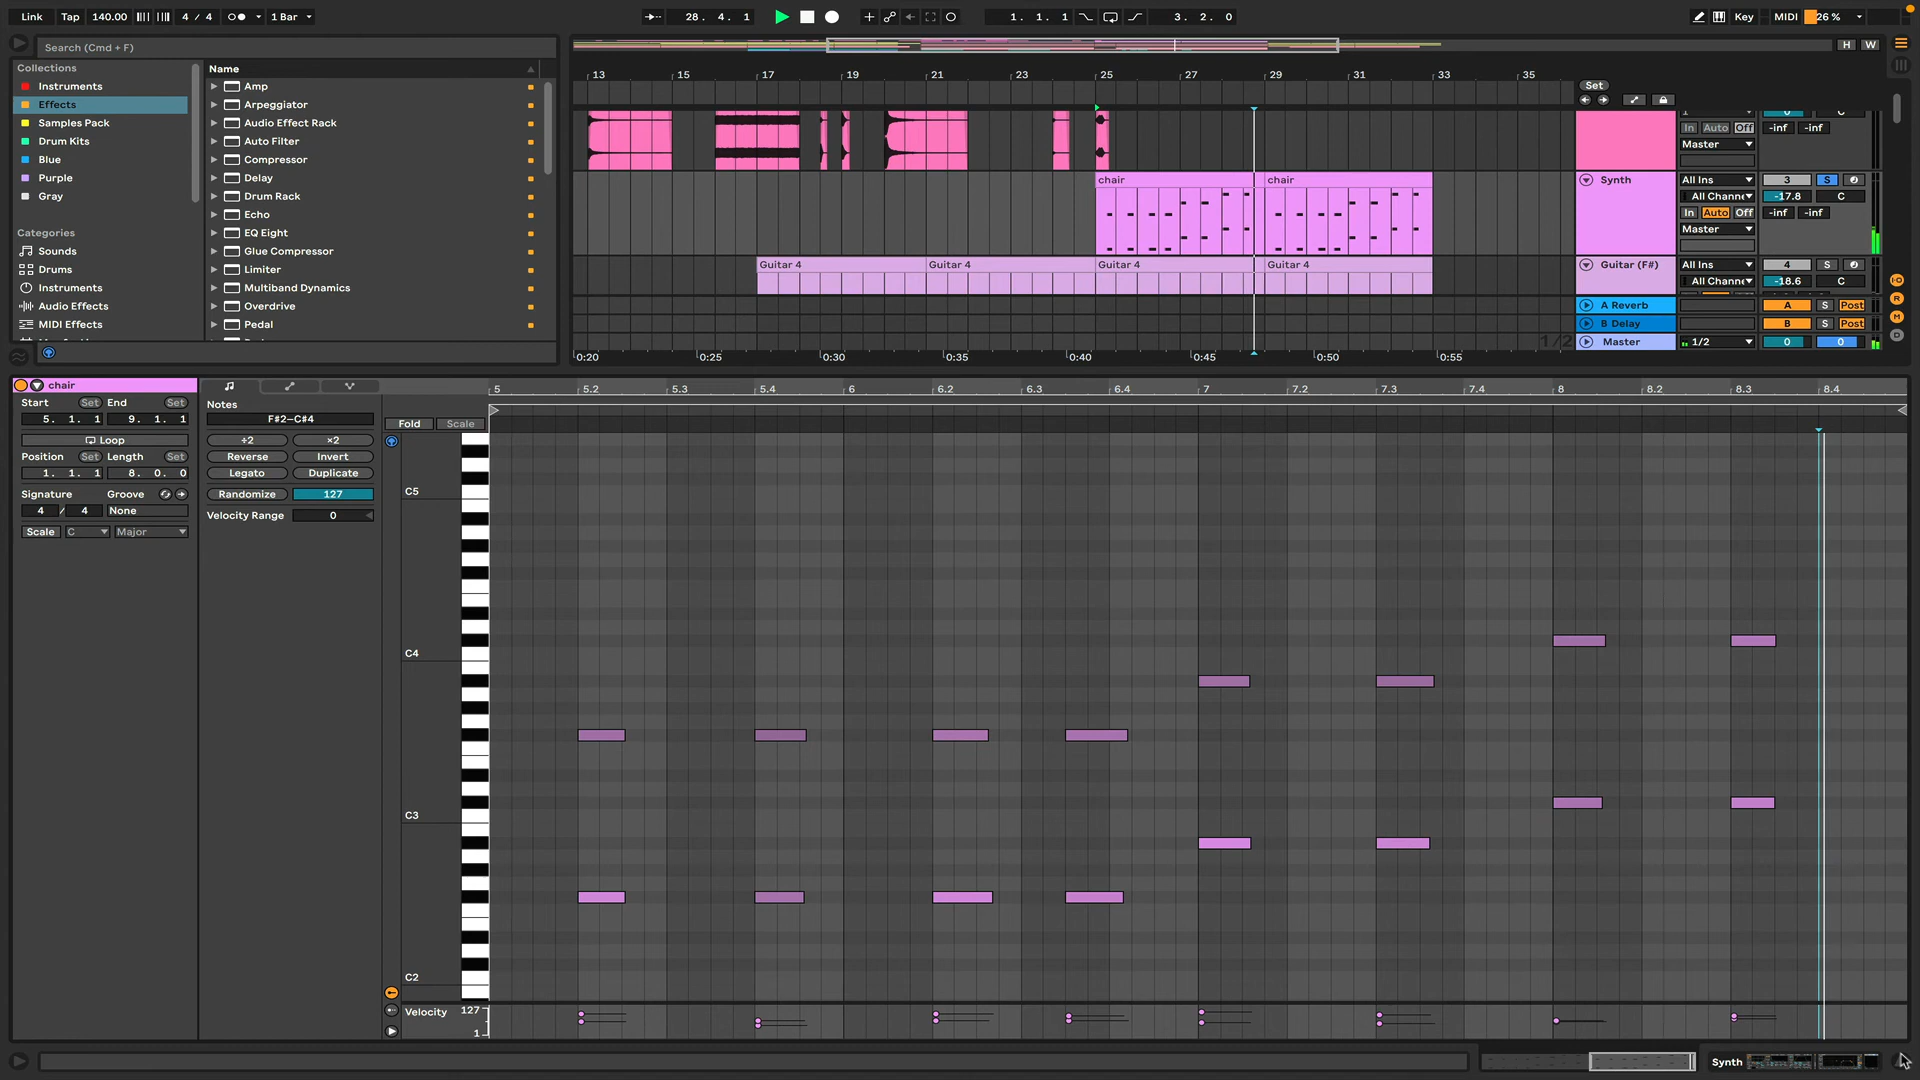 Link Tap 140.00 4 / 4 1 Bar 28. 4. 1 1. 1. 1 3. 2. 0 Key MIDI 26 %
Search (Cmd + F)
H W
Collections
Instruments
Effects
Samples Pack
Drum Kits
Blue
Purple
Gray
Categories
Sounds
Drums
Instruments
Audio Effects
MIDI Effects
Name
Amp
Arpeggiator
Audio Effect Rack
Auto Filter
Compressor
Delay
Drum Rack
Echo
EQ Eight
Glue Compressor
Limiter
Multiband Dynamics
Overdrive
Pedal
13 15 17 19 21 23 25 27 29 31 33 35
Set
In Auto Off -inf -inf
Master
chair chair
Synth All Ins 3 S
All Channe -17.8 C
In Auto Off -inf -inf
Master
Guitar 4 Guitar 4 Guitar 4 Guitar 4
Guitar (F#) All Ins 4 S
All Channe -18.6 C
A Reverb A S Post
B Delay B S Post
1/2 Master 1/2 0 0
0:20 0:25 0:30 0:35 0:40 0:45 0:50 0:55
chair
Start Set End Set
5. 1. 1 9. 1. 1
Loop
Position Set Length Set
1. 1. 1 8. 0. 0
Signature Groove
4 / 4 None
Scale C Major
Notes
F#2–C#4
÷2 ×2
Reverse Invert
Legato Duplicate
Randomize 127
Velocity Range 0
5 5.2 5.3 5.4 6 6.2 6.3 6.4 7 7.2 7.3 7.4 8 8.2 8.3 8.4
Fold Scale
C5
C4
C3
C2
Velocity 127
1
Synth